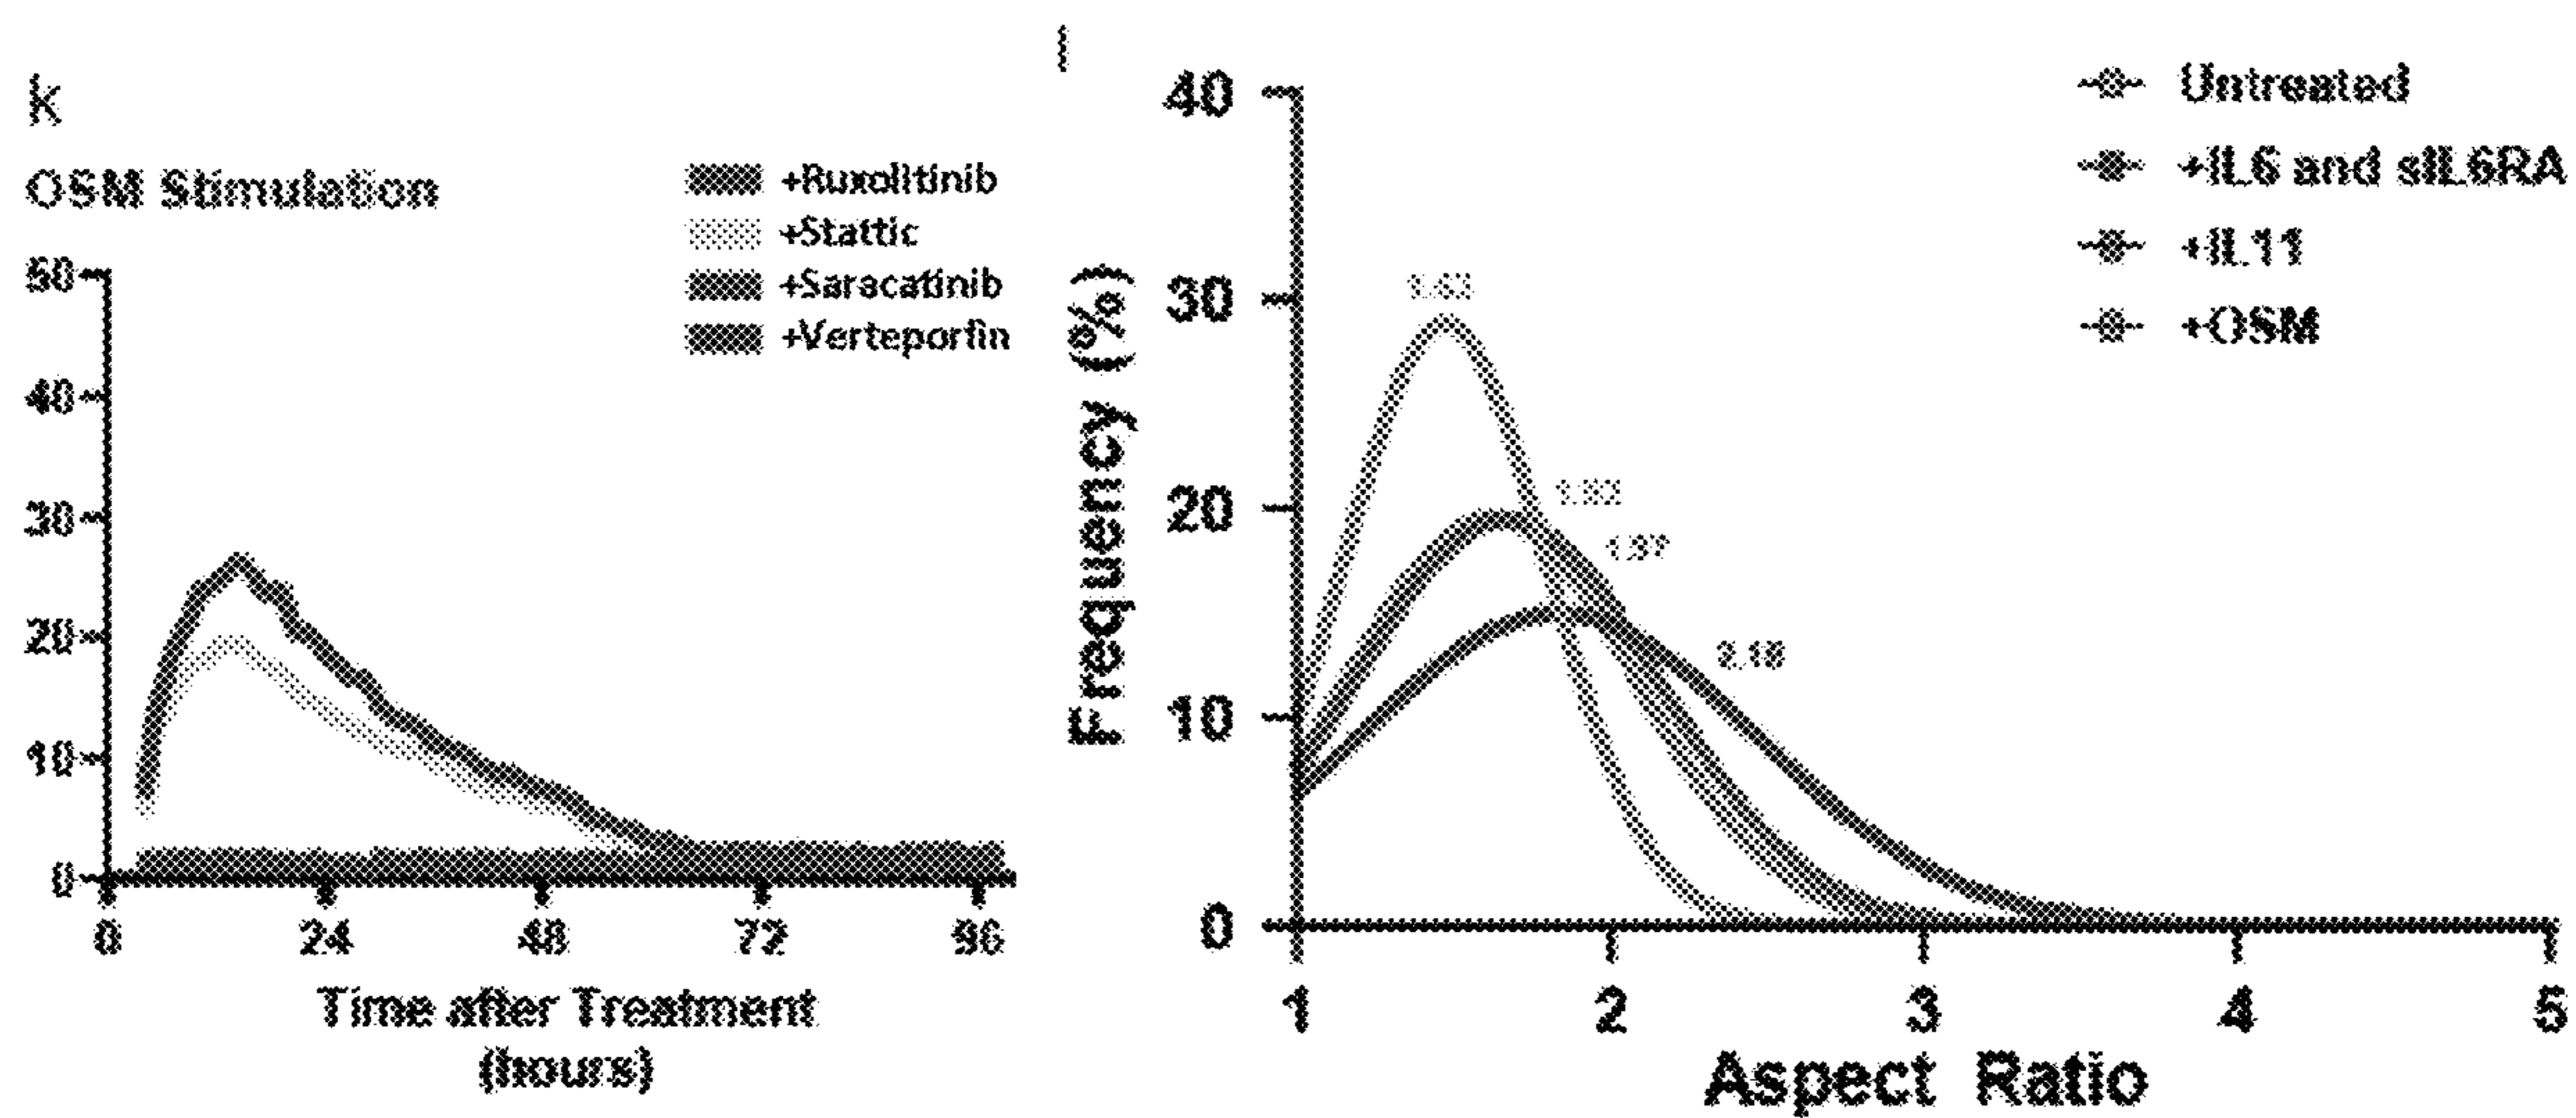 k
OSM Stimulation
+Ruxolitinib
+Stattic
+Saracatinib
+Verteporfin
50
40
30
20
10
0
0 24 48 72 96
Time after Treatment
(hours)
l
Untreated
+IL6 and sIL6RA
+IL11
+OSM
Frequency (%)
40
30
20
10
0
1 2 3 4 5
Aspect Ratio